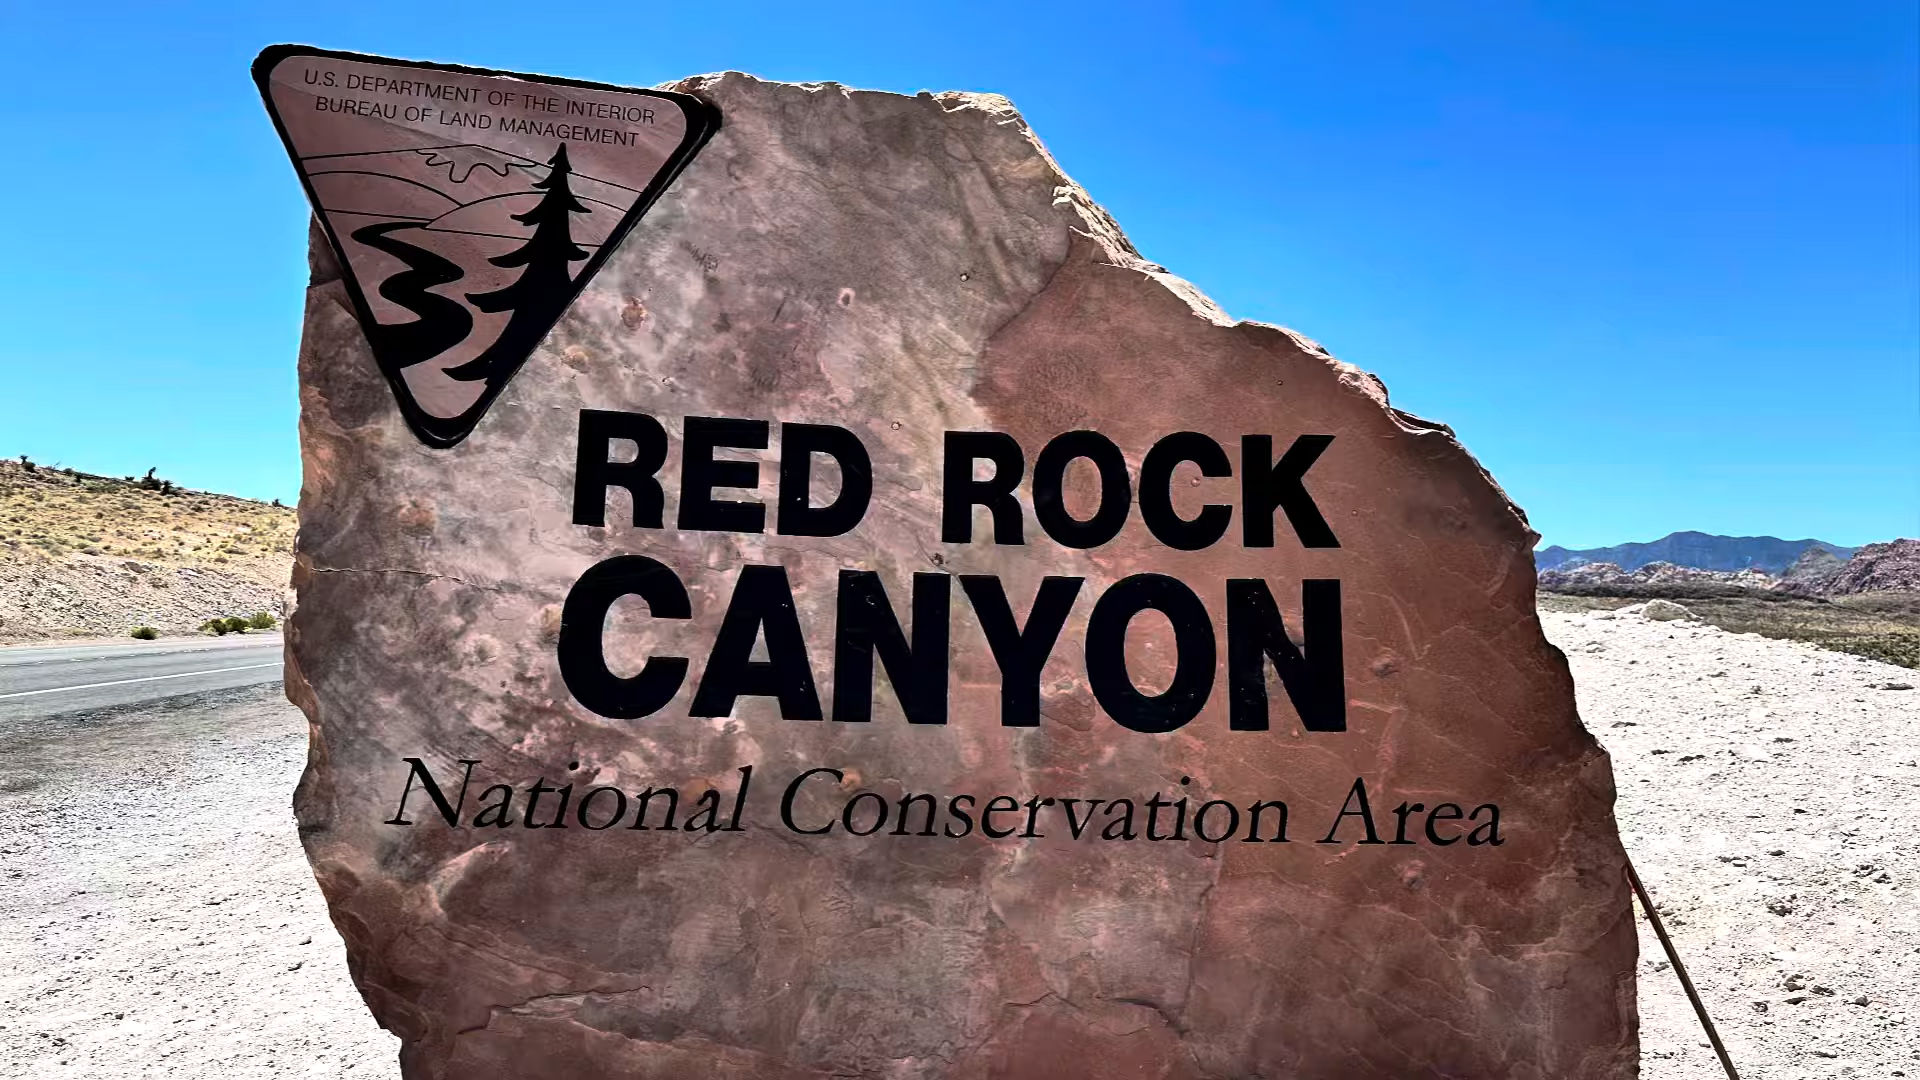 U.S. DEPARTMENT OF THE INTERIOR
BUREAU OF LAND MANAGEMENT
RED ROCK
CANYON
National Conservation Area